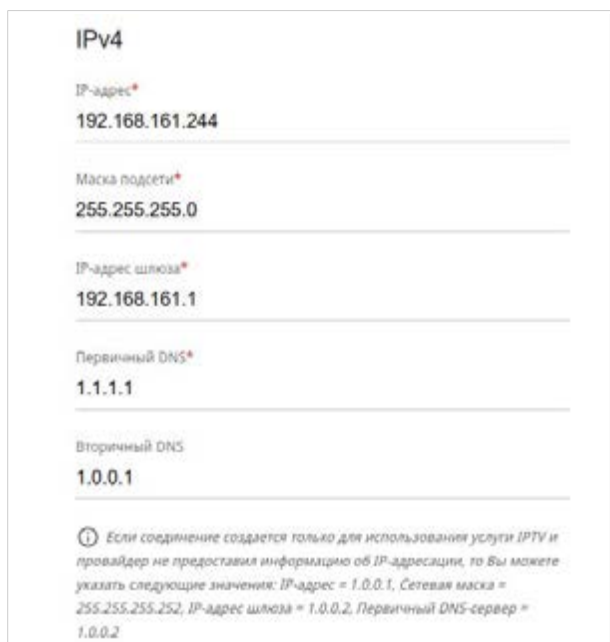 IPv4
IP-адрес*
192.168.161.244
Маска подсети*
255.255.255.0
IP-адрес шлюза*
192.168.161.1
Первичный DNS*
1.1.1.1
Вторичный DNS
1.0.0.1
Если соединение создается только для использования услуги IPTV и
провайдер не предоставил информацию об IP-адресации, то Вы можете
указать следующие значения: IP-адрес = 1.0.0.1, Сетевая маска =
255.255.255.252, IP-адрес шлюза = 1.0.0.2, Первичный DNS-сервер =
1.0.0.2